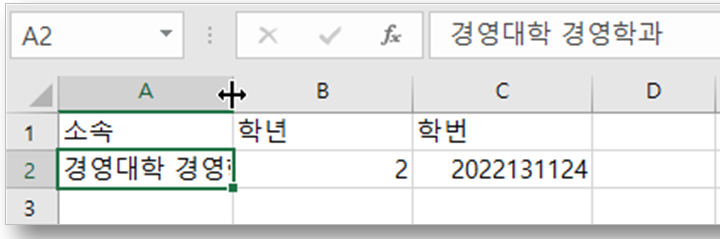 A2 fx 경영대학 경영학과
A B C D
1 소속 학년 학번
2 경영대학 경영 2 2022131124
3